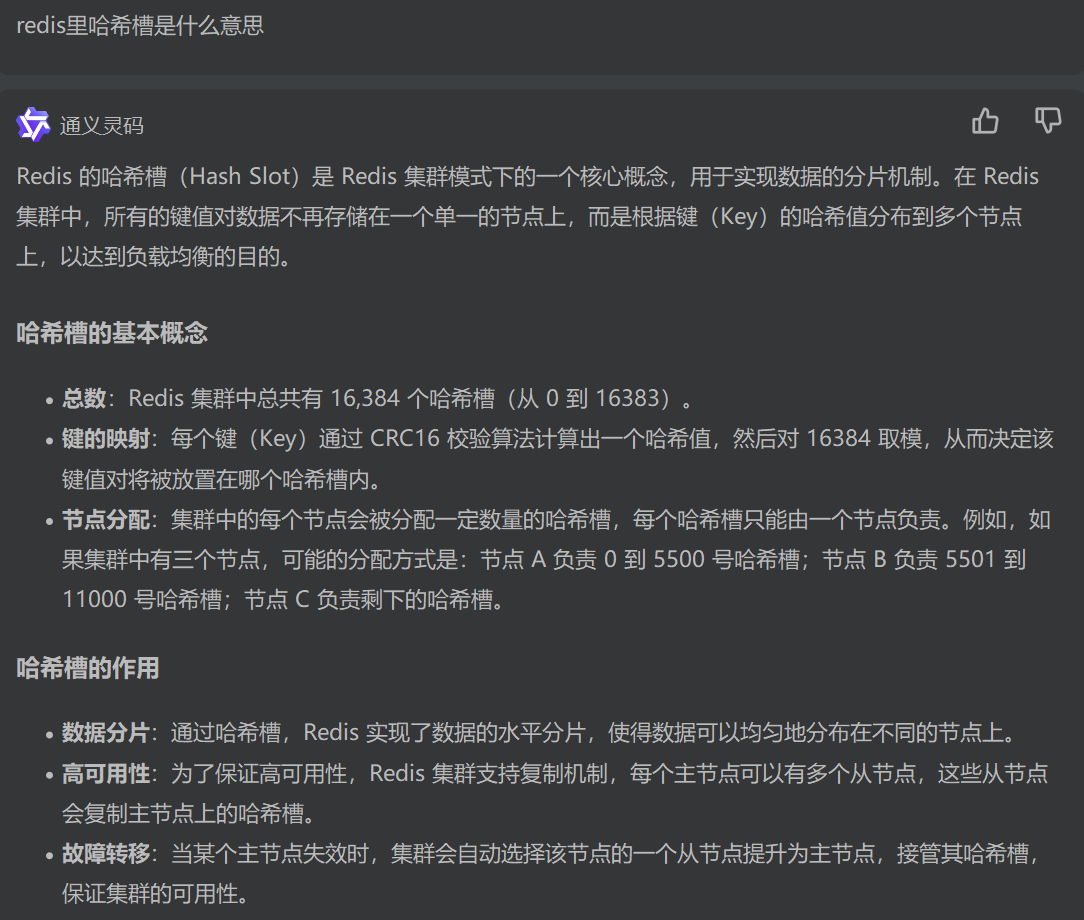 redis里哈希槽是什么意思
通义灵码
Redis 的哈希槽（Hash Slot）是 Redis 集群模式下的一个核心概念，用于实现数据的分片机制。在 Redis
集群中，所有的键值对数据不再存储在一个单一的节点上，而是根据键（Key）的哈希值分布到多个节点
上，以达到负载均衡的目的。
哈希槽的基本概念
• 总数：Redis 集群中总共有 16,384 个哈希槽（从 0 到 16383）。
• 键的映射：每个键（Key）通过 CRC16 校验算法计算出一个哈希值，然后对 16384 取模，从而决定该
键值对将被放置在哪个哈希槽内。
• 节点分配：集群中的每个节点会被分配一定数量的哈希槽，每个哈希槽只能由一个节点负责。例如，如
果集群中有三个节点，可能的分配方式是：节点 A 负责 0 到 5500 号哈希槽；节点 B 负责 5501 到
11000 号哈希槽；节点 C 负责剩下的哈希槽。
哈希槽的作用
• 数据分片：通过哈希槽，Redis 实现了数据的水平分片，使得数据可以均匀地分布在不同的节点上。
• 高可用性：为了保证高可用性，Redis 集群支持复制机制，每个主节点可以有多个从节点，这些从节点
会复制主节点上的哈希槽。
• 故障转移：当某个主节点失效时，集群会自动选择该节点的一个从节点提升为主节点，接管其哈希槽，
保证集群的可用性。